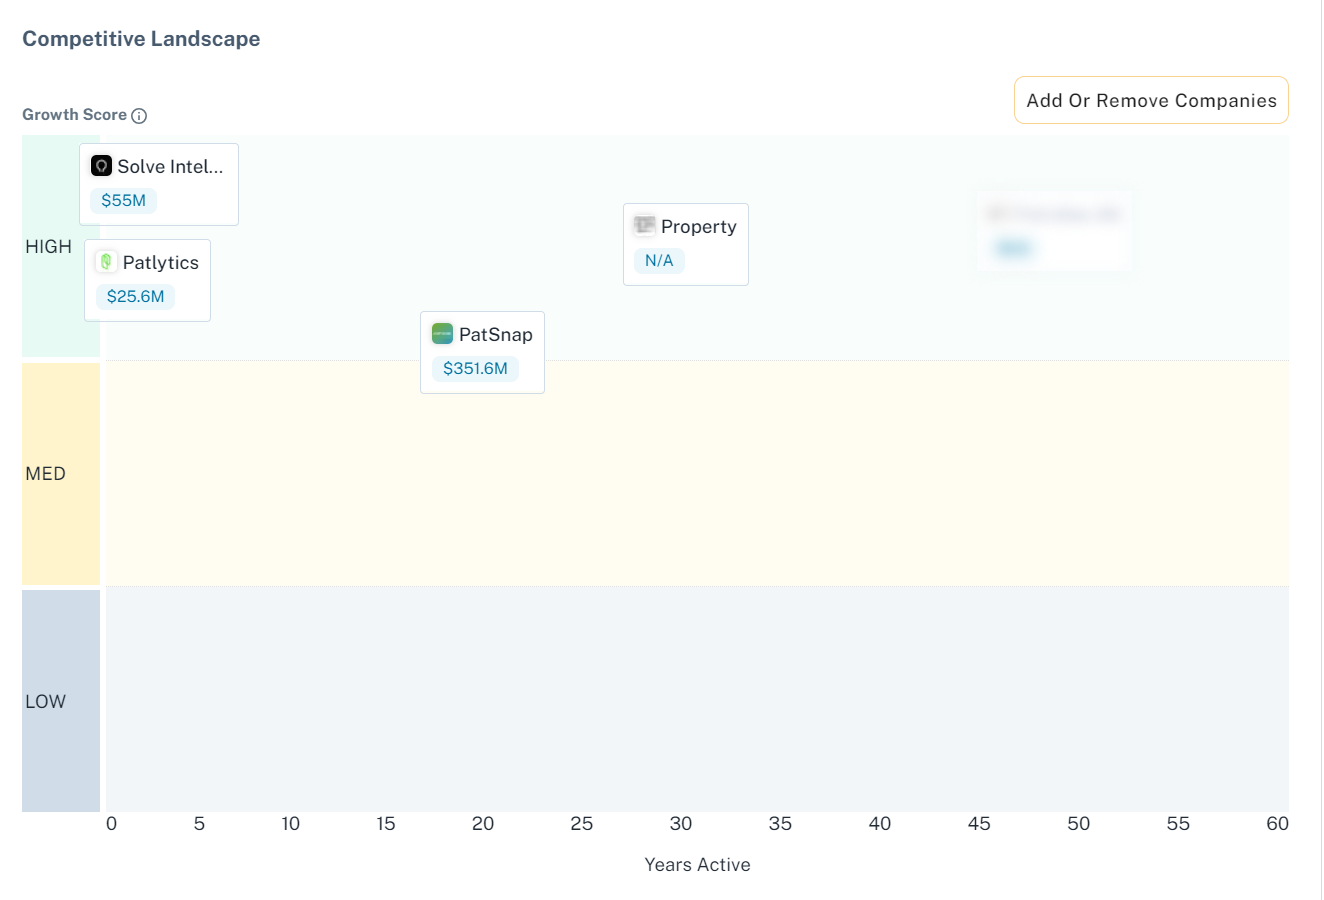 Competitive Landscape
Growth Score
Add Or Remove Companies
HIGH
Solve Intel...
$55M
Patlytics
$25.6M
Property
N/A
PatSnap
$351.6M
MED
LOW
0 5 10 15 20 25 30 35 40 45 50 55 60
Years Active